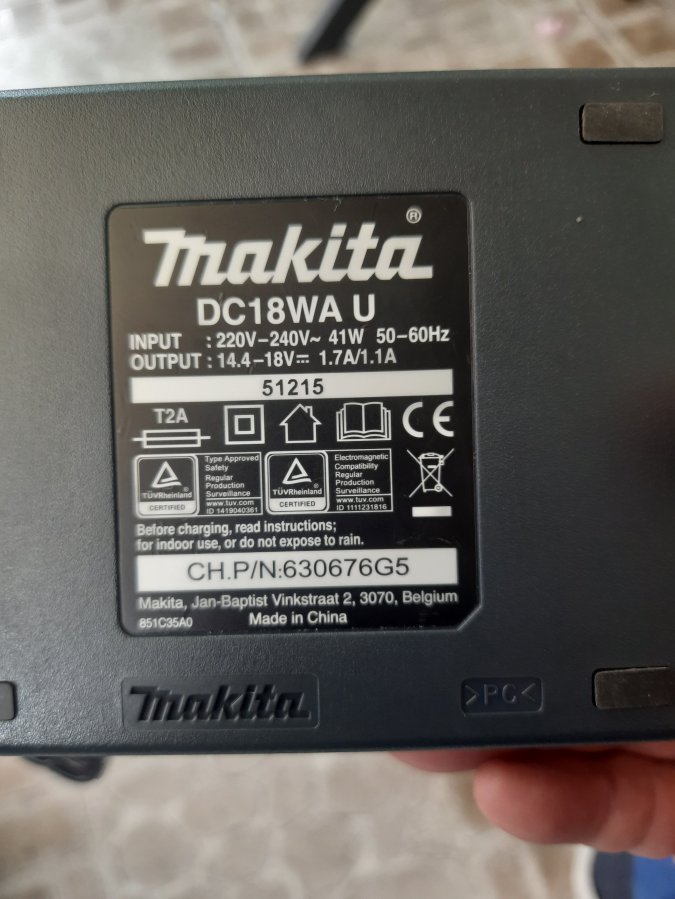 makita®
DC18WA U
INPUT : 220V–240V~ 41W 50–60Hz
OUTPUT : 14.4–18V⎓ 1.7A/1.1A
51215
T2A
CE
TÜVRheinland
CERTIFIED
Type Approved
Safety
Regular
Production
Surveillance
www.tuv.com
ID 1419040361
TÜVRheinland
CERTIFIED
Electromagnetic
Compatibility
Regular
Production
Surveillance
www.tuv.com
ID 1111231816
Before charging, read instructions;
for indoor use, or do not expose to rain.
CH.P/N:630676G5
Makita, Jan-Baptist Vinkstraat 2, 3070, Belgium
851C35A0 Made in China
makita
>PC<